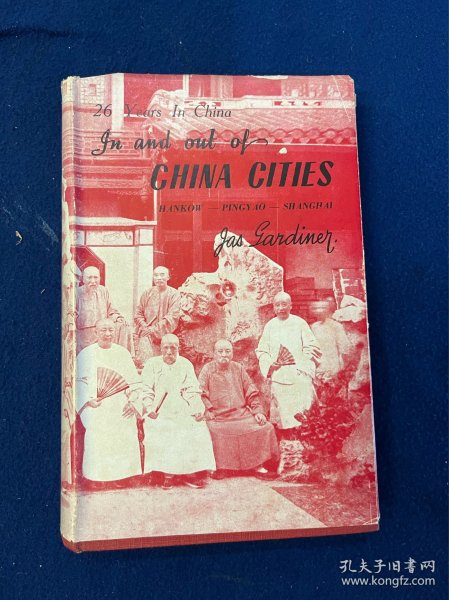 26 Years In China
In and out of
CHINA CITIES
HANKOW — PINGYAO — SHANGHAI
Jas Gardiner.
孔夫子旧书网
www.kongfz.com